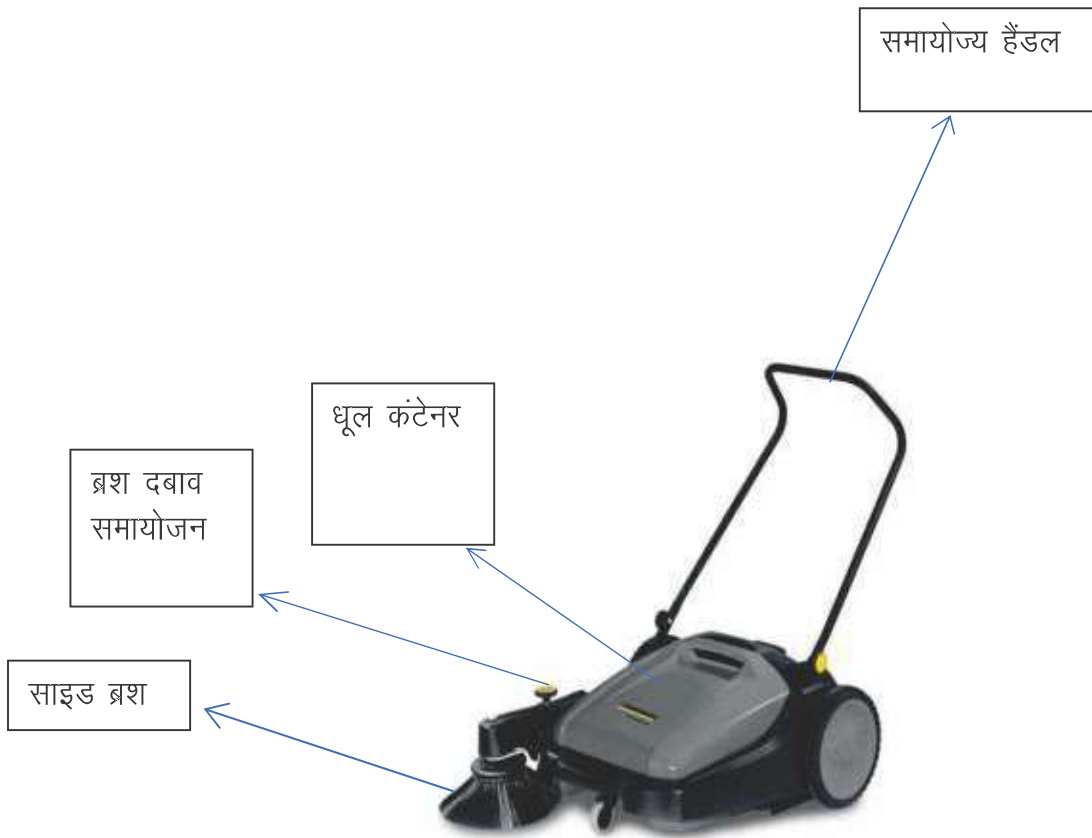 समायोज्य हैंडल
धूल कंटेनर
ब्रश दबाव
समायोजन
साइड ब्रश